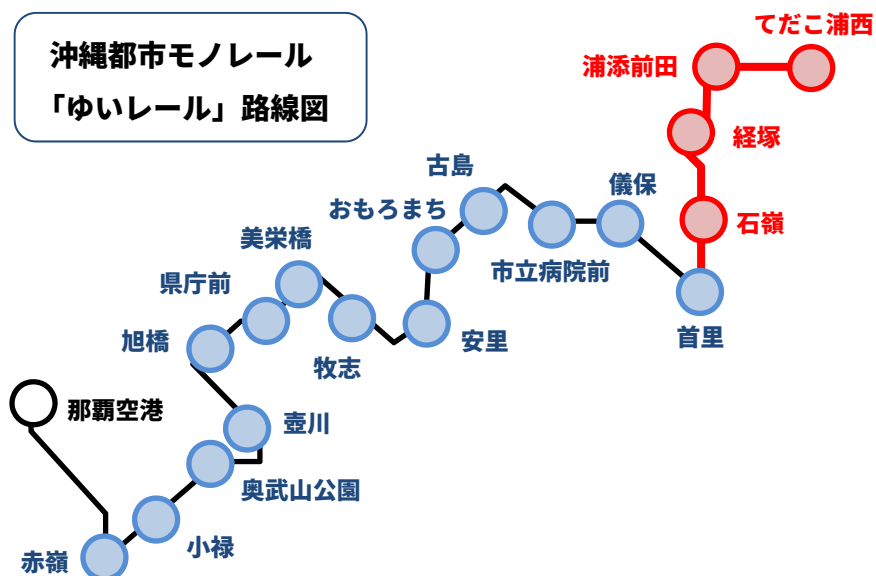 沖縄都市モノレール
「ゆいレール」路線図
てだこ浦西
浦添前田
経塚
石嶺
首里
儀保
市立病院前
古島
おもろまち
安里
牧志
美栄橋
県庁前
旭橋
壺川
奥武山公園
小禄
赤嶺
那覇空港